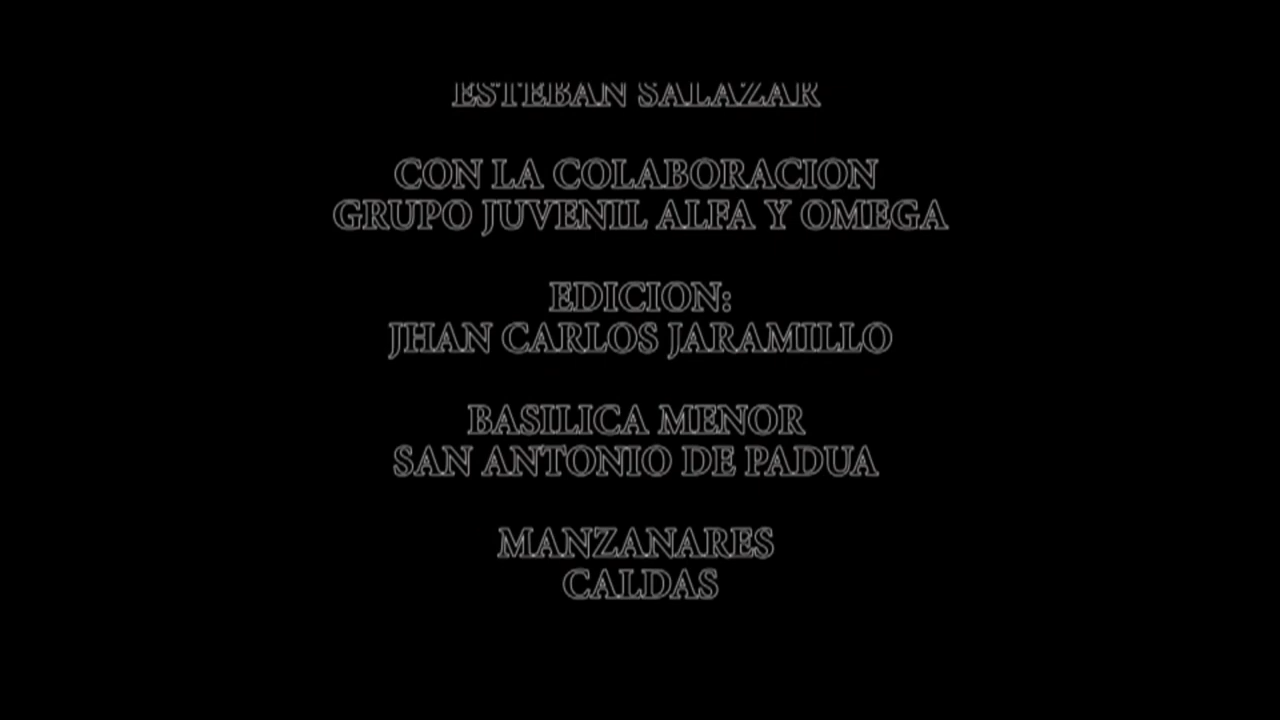 ESTEBAN SALAZAR
CON LA COLABORACION
GRUPO JUVENIL ALFA Y OMEGA
EDICION:
JHAN CARLOS JARAMILLO
BASILICA MENOR
SAN ANTONIO DE PADUA
MANZANARES
CALDAS